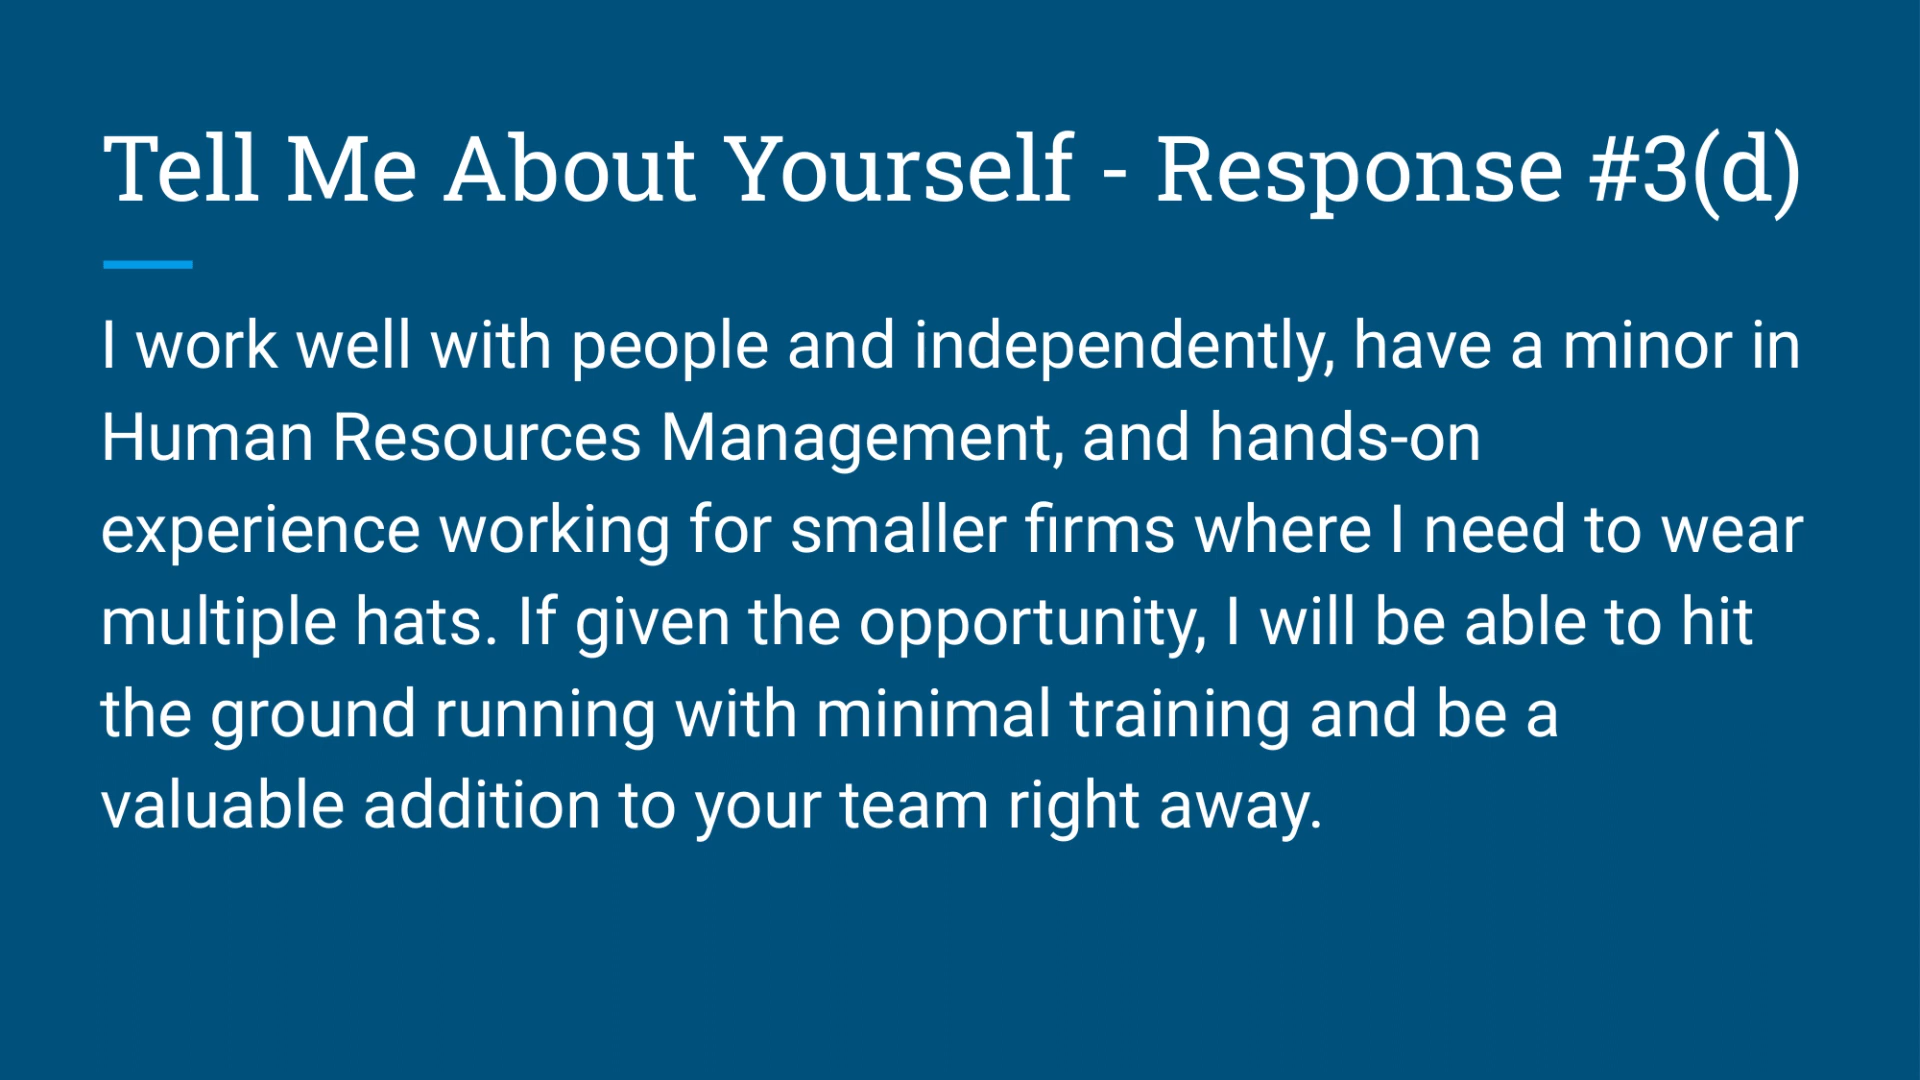 Tell Me About Yourself - Response #3(d)
I work well with people and independently, have a minor in
Human Resources Management, and hands-on
experience working for smaller firms where I need to wear
multiple hats. If given the opportunity, I will be able to hit
the ground running with minimal training and be a
valuable addition to your team right away.